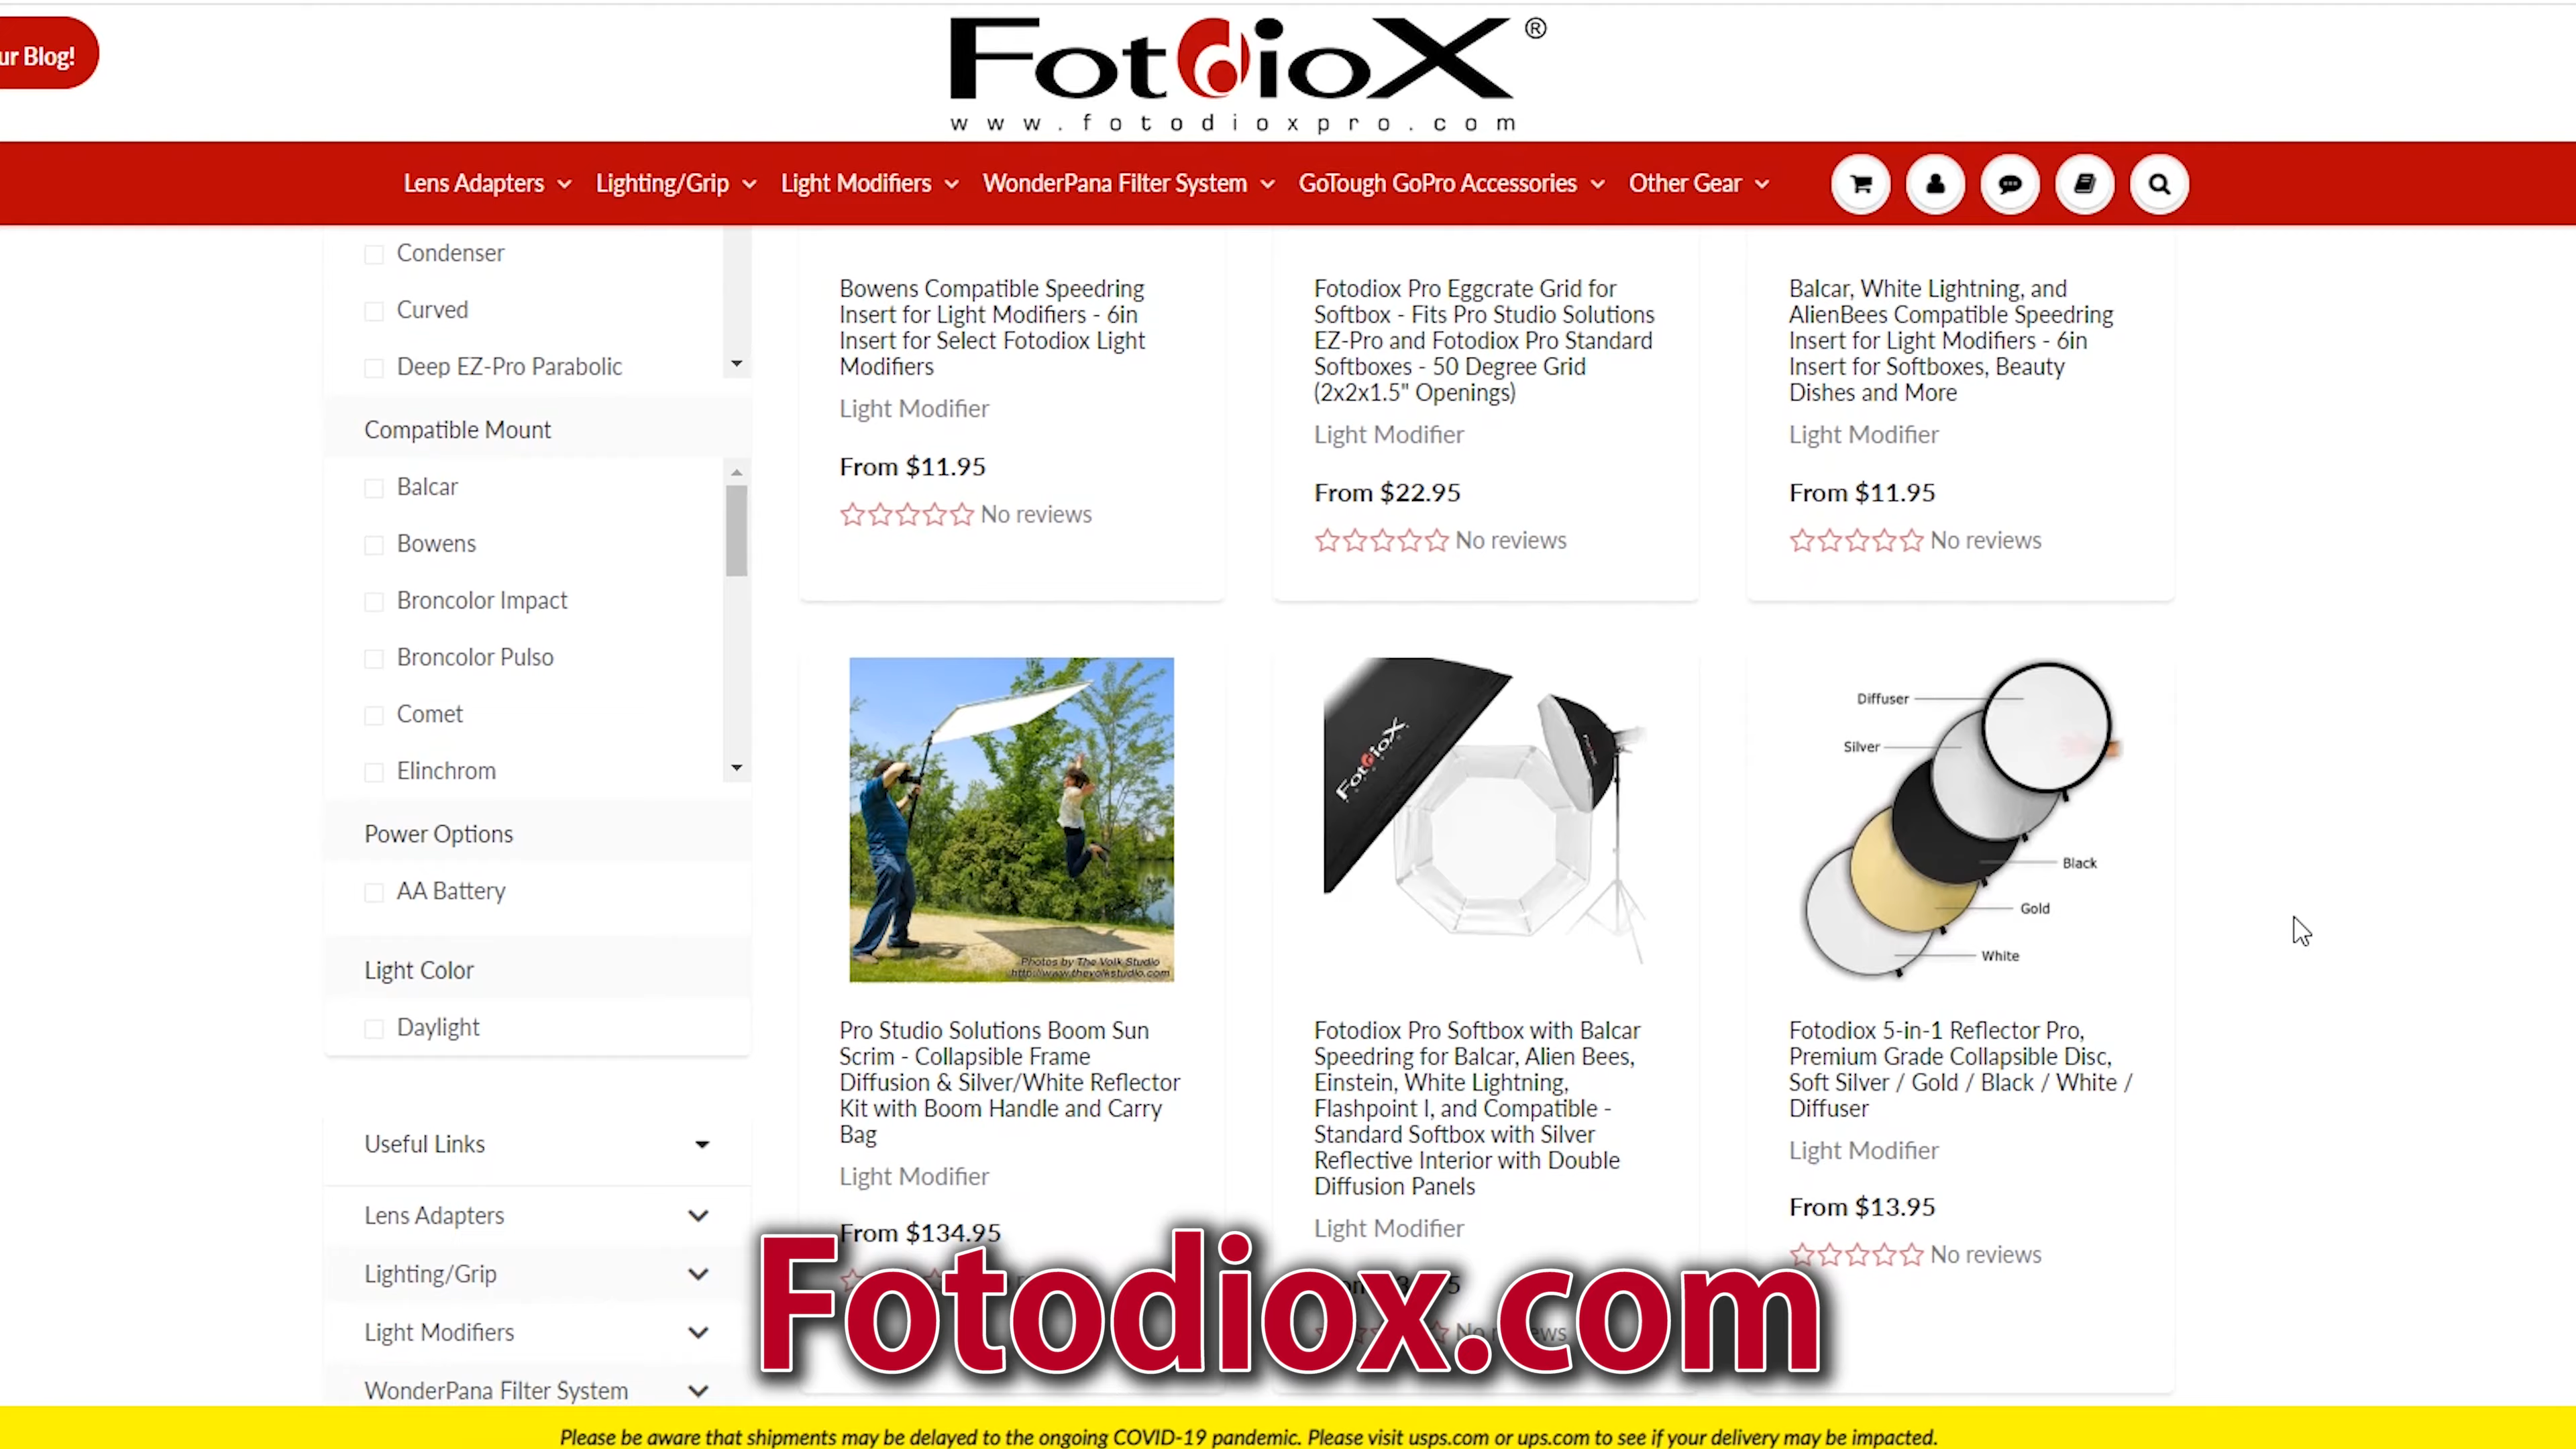 ur Blog!
FotdioX®
www.fotodioxpro.com
Lens Adapters
Lighting/Grip
Light Modifiers
WonderPana Filter System
GoTough GoPro Accessories
Other Gear
Condenser
Curved
Deep EZ-Pro Parabolic
Compatible Mount
Balcar
Bowens
Broncolor Impact
Broncolor Pulso
Comet
Elinchrom
Power Options
AA Battery
Light Color
Daylight
Useful Links
Lens Adapters
Lighting/Grip
Light Modifiers
WonderPana Filter System
Bowens Compatible Speedring
Insert for Light Modifiers - 6in
Insert for Select Fotodiox Light
Modifiers
Light Modifier
From $11.95
No reviews
Fotodiox Pro Eggcrate Grid for
Softbox - Fits Pro Studio Solutions
EZ-Pro and Fotodiox Pro Standard
Softboxes - 50 Degree Grid
(2x2x1.5" Openings)
Light Modifier
From $22.95
No reviews
Balcar, White Lightning, and
AlienBees Compatible Speedring
Insert for Light Modifiers - 6in
Insert for Softboxes, Beauty
Dishes and More
Light Modifier
From $11.95
No reviews
Photos by The Volk Studio
http://www.thevolkstudio.com
Pro Studio Solutions Boom Sun
Scrim - Collapsible Frame
Diffusion & Silver/White Reflector
Kit with Boom Handle and Carry
Bag
Light Modifier
From $134.95
FotdioX
Fotodiox Pro Softbox with Balcar
Speedring for Balcar, Alien Bees,
Einstein, White Lightning,
Flashpoint I, and Compatible -
Standard Softbox with Silver
Reflective Interior with Double
Diffusion Panels
Light Modifier
Diffuser
Silver
Black
Gold
White
Fotodiox 5-in-1 Reflector Pro,
Premium Grade Collapsible Disc,
Soft Silver / Gold / Black / White /
Diffuser
Light Modifier
From $13.95
No reviews
Fotodiox.com
Please be aware that shipments may be delayed to the ongoing COVID-19 pandemic. Please visit usps.com or ups.com to see if your delivery may be impacted.